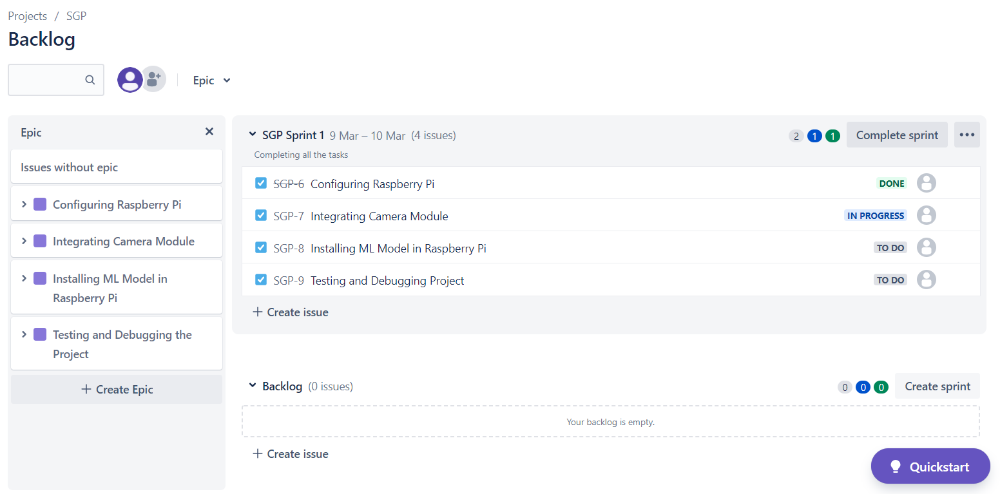 Projects / SGP
Backlog
Epic
Epic
Issues without epic
Configuring Raspberry Pi
Integrating Camera Module
Installing ML Model in
Raspberry Pi
Testing and Debugging the
Project
+ Create Epic
SGP Sprint 1 9 Mar – 10 Mar (4 issues)
2 1 1 Complete sprint
Completing all the tasks
SGP-6 Configuring Raspberry Pi DONE
SGP-7 Integrating Camera Module IN PROGRESS
SGP-8 Installing ML Model in Raspberry Pi TO DO
SGP-9 Testing and Debugging Project TO DO
+ Create issue
Backlog (0 issues) 0 0 0 Create sprint
Your backlog is empty.
+ Create issue
Quickstart